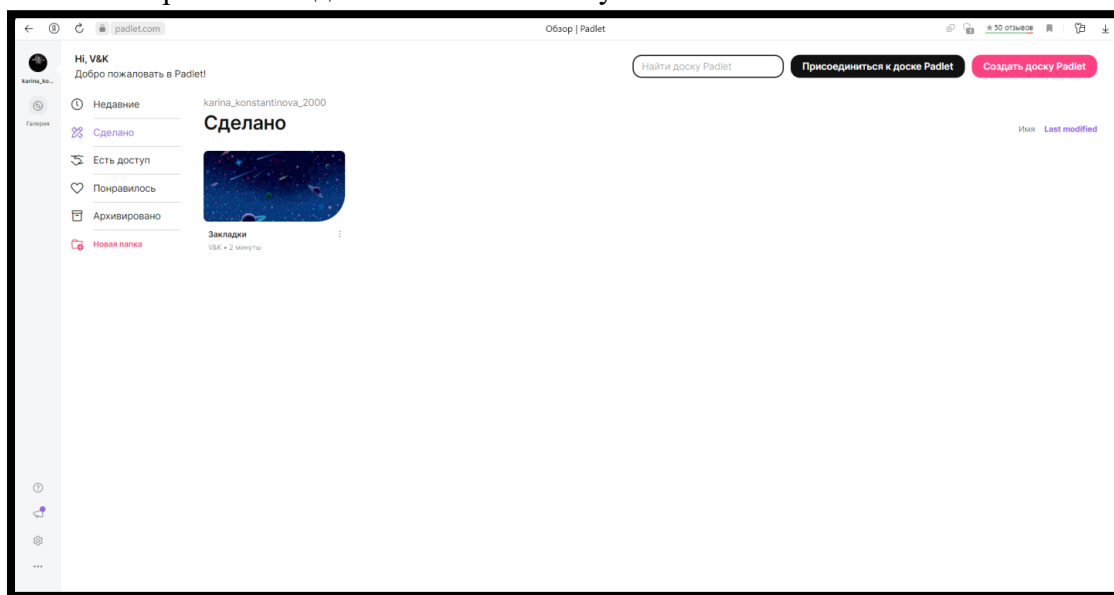 padlet.com
Обзор | Padlet
★ 50 отзывов
karina_ko...
Hi, V&K
Добро пожаловать в Padlet!
Найти доску Padlet
Присоединиться к доске Padlet
Создать доску Padlet
Галерея
Недавние
Сделано
Есть доступ
Понравилось
Архивировано
Новая папка
karina_konstantinova_2000
Сделано
Имя Last modified
Закладки
V&K • 2 минуты